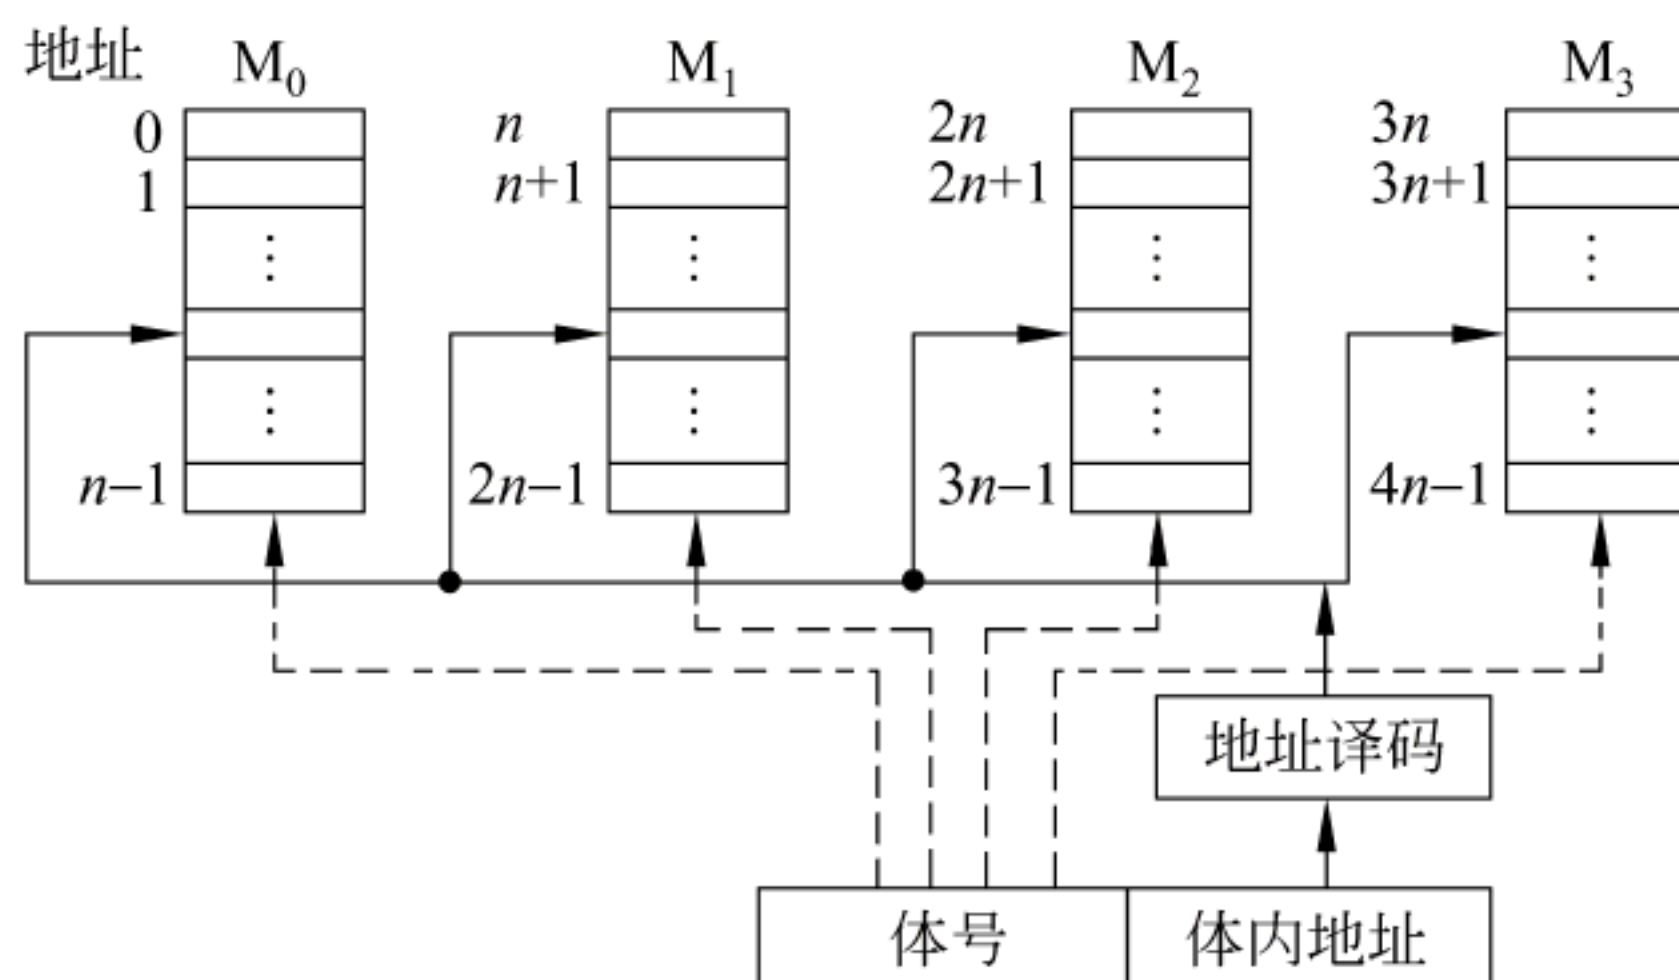 地址 M₀ M₁ M₂ M₃
0 n 2n 3n
1 n+1 2n+1 3n+1
⋮ ⋮ ⋮ ⋮
⋮ ⋮ ⋮ ⋮
n−1 2n−1 3n−1 4n−1
地址译码
体号 体内地址